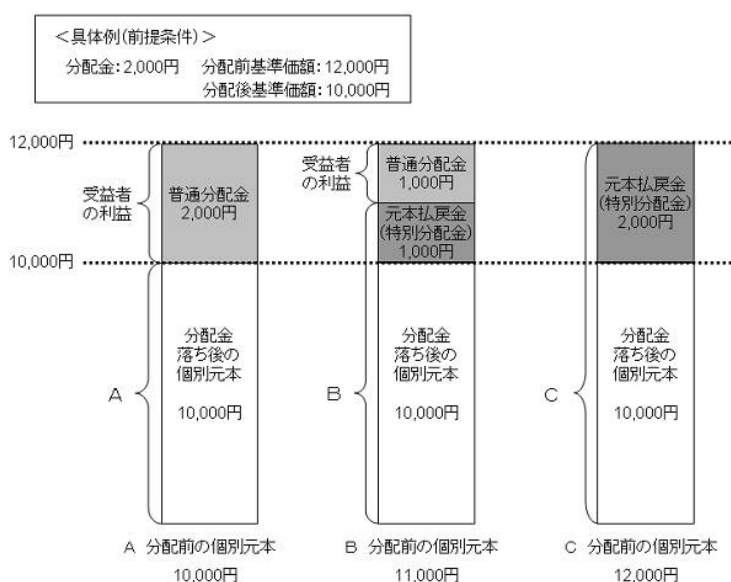 ＜具体例(前提条件)＞
分配金:2,000円　分配前基準価額:12,000円
分配後基準価額:10,000円
12,000円
受益者
の利益
普通分配金
2,000円
受益者
の利益
普通分配金
1,000円
元本払戻金
(特別分配金)
1,000円
元本払戻金
(特別分配金)
2,000円
10,000円
A
分配金
落ち後の
個別元本
10,000円
B
分配金
落ち後の
個別元本
10,000円
C
分配金
落ち後の
個別元本
10,000円
A 分配前の個別元本
10,000円
B 分配前の個別元本
11,000円
C 分配前の個別元本
12,000円